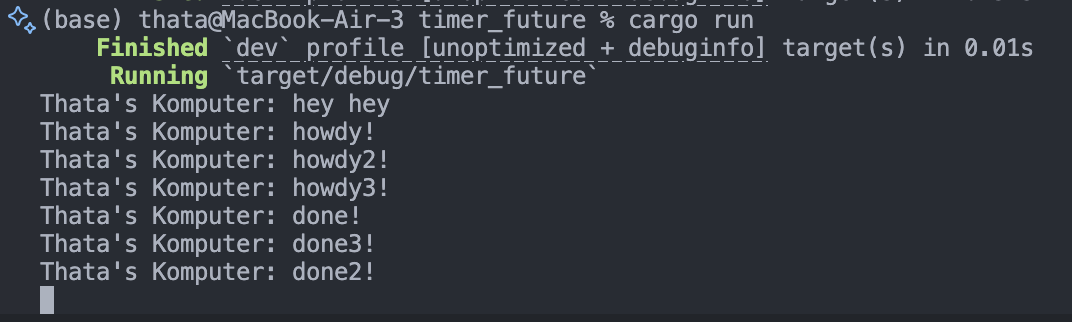 (base) thata@MacBook-Air-3 timer_future % cargo run
Finished `dev` profile [unoptimized + debuginfo] target(s) in 0.01s
Running `target/debug/timer_future`
Thata's Komputer: hey hey
Thata's Komputer: howdy!
Thata's Komputer: howdy2!
Thata's Komputer: howdy3!
Thata's Komputer: done!
Thata's Komputer: done3!
Thata's Komputer: done2!